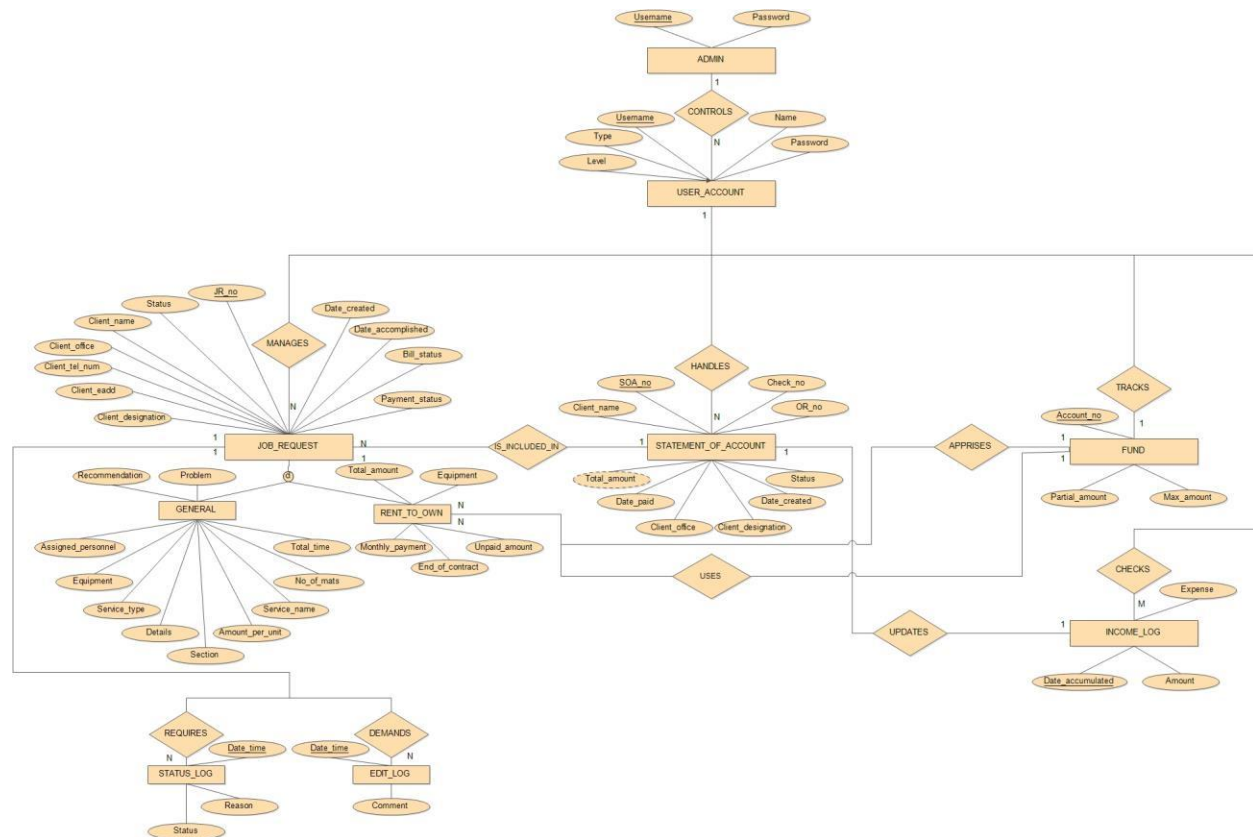 Username
Password
ADMIN
1
CONTROLS
Username
Name
Type
N
Password
Level
USER_ACCOUNT
1
JR_no
Status
Date_created
Client_name
Date_accomplished
MANAGES
Client_office
Bill_status
Client_tel_num
HANDLES
SOA_no
Check_no
TRACKS
Client_eadd
Payment_status
N
Client_name
N
OR_no
Account_no
1
Client_designation
1
JOB_REQUEST
N
IS_INCLUDED_IN
1
STATEMENT_OF_ACCOUNT
APPRISES
1
FUND
1
1
1
1
Recommendation
Problem
d
Total_amount
Equipment
Total_amount
Status
Date_paid
Date_created
Partial_amount
Max_amount
GENERAL
RENT_TO_OWN
N
N
Client_office
Client_designation
Assigned_personnel
Total_time
Monthly_payment
Unpaid_amount
End_of_contract
Equipment
No_of_mats
USES
CHECKS
Service_type
Service_name
Expense
M
Details
Amount_per_unit
UPDATES
1
INCOME_LOG
Section
Date_accumulated
Amount
REQUIRES
Date_time
Date_time
DEMANDS
N
N
STATUS_LOG
EDIT_LOG
Reason
Comment
Status